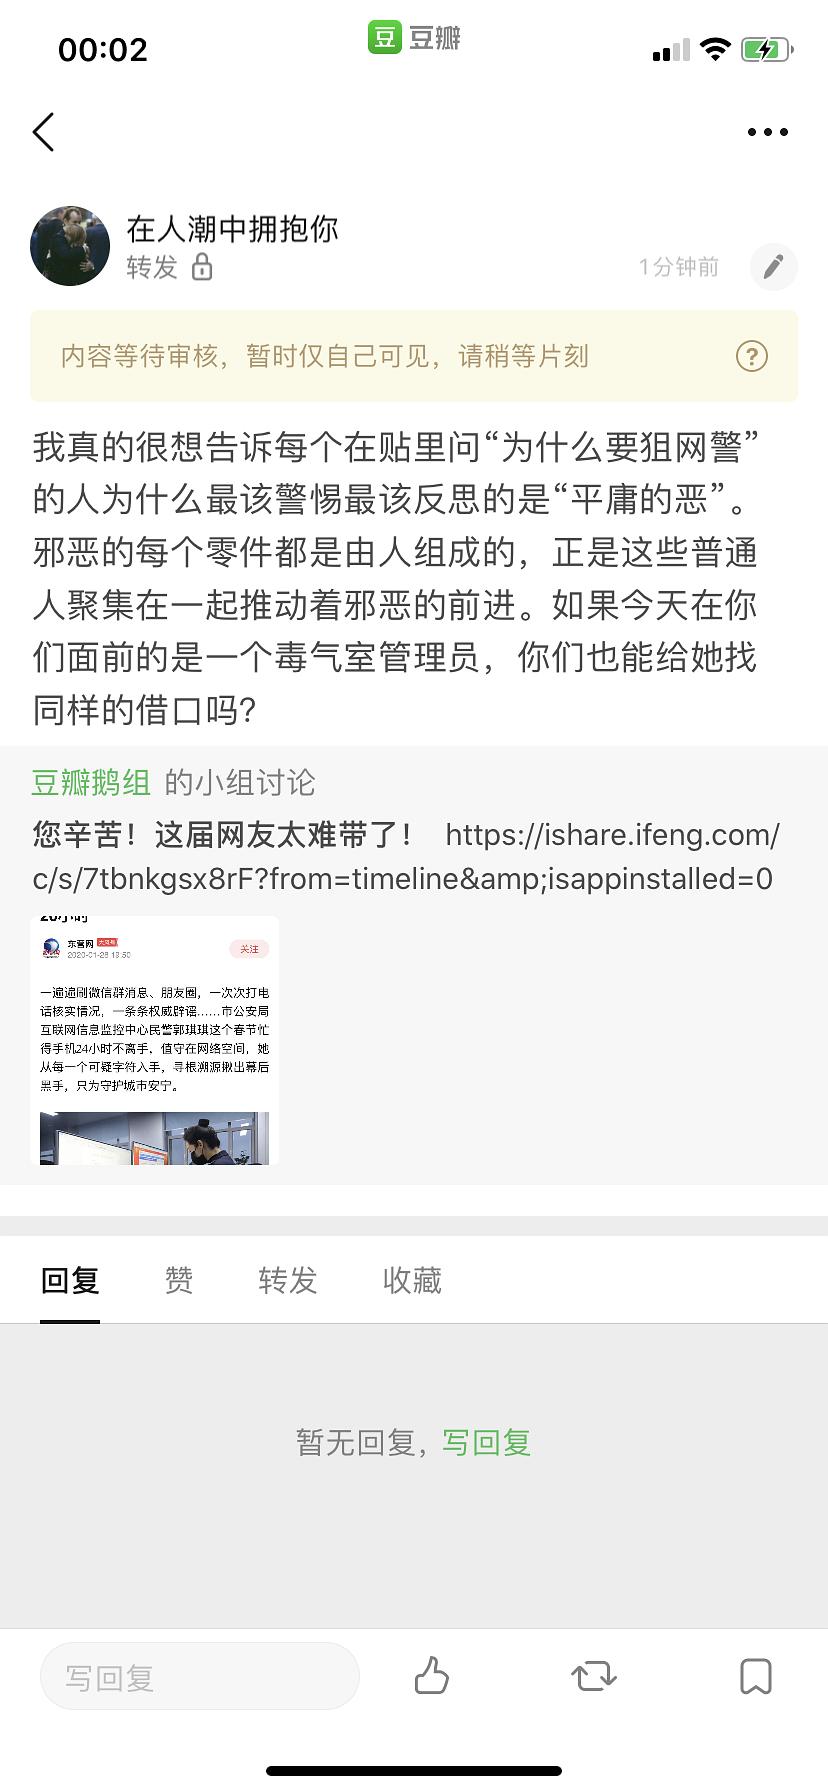 00:02
豆 豆瓣
在人潮中拥抱你
转发
1分钟前
内容等待审核，暂时仅自己可见，请稍等片刻
?
我真的很想告诉每个在贴里问“为什么要狙网警”
的人为什么最该警惕最该反思的是“平庸的恶”。
邪恶的每个零件都是由人组成的，正是这些普通
人聚集在一起推动着邪恶的前进。如果今天在你
们面前的是一个毒气室管理员，你们也能给她找
同样的借口吗?
豆瓣鹅组 的小组讨论
您辛苦！这届网友太难带了！ https://ishare.ifeng.com/
c/s/7tbnkgsx8rF?from=timeline&amp;isappinstalled=0
东营网
关注
2020-01-28 19:50
一遍遍刷微信群消息、朋友圈，一次次打电
话核实情况，一条条权威辟谣……市公安局
互联网信息监控中心民警郭琪琪这个春节忙
得手机24小时不离手，值守在网络空间，她
从每一个可疑字符入手，寻根溯源揪出幕后
黑手，只为守护城市安宁。
回复 赞 转发 收藏
暂无回复，写回复
写回复